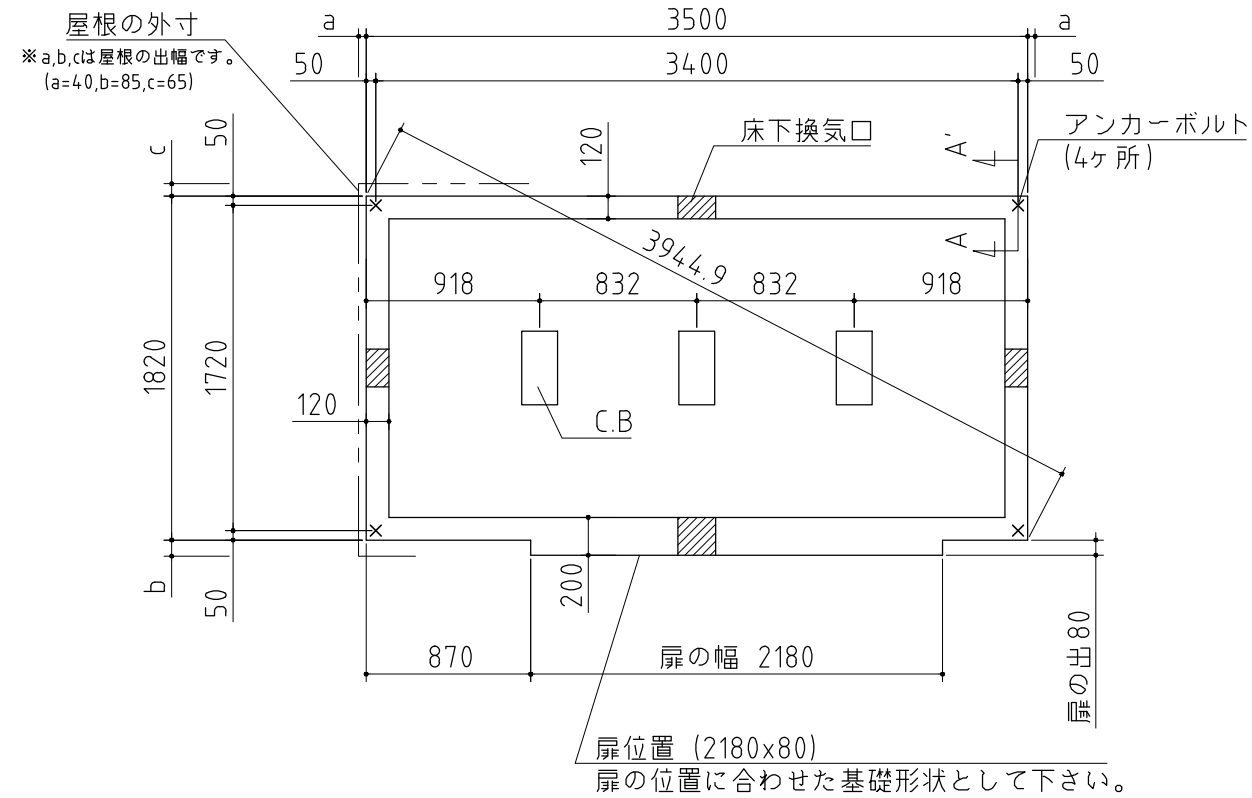 屋根の外寸
※a,b,cは屋根の出幅です。
(a=40,b=85,c=65)
a
3500
a
50
3400
50
アンカーボルト
(4ケ所)
床下換気口
120
A'
A
c
50
3944.9
918
832
832
918
1820
1720
120
C.B
b
50
200
870
扉の幅 2180
扉の出80
扉位置 (2180x80)
扉の位置に合わせた基礎形状として下さい。